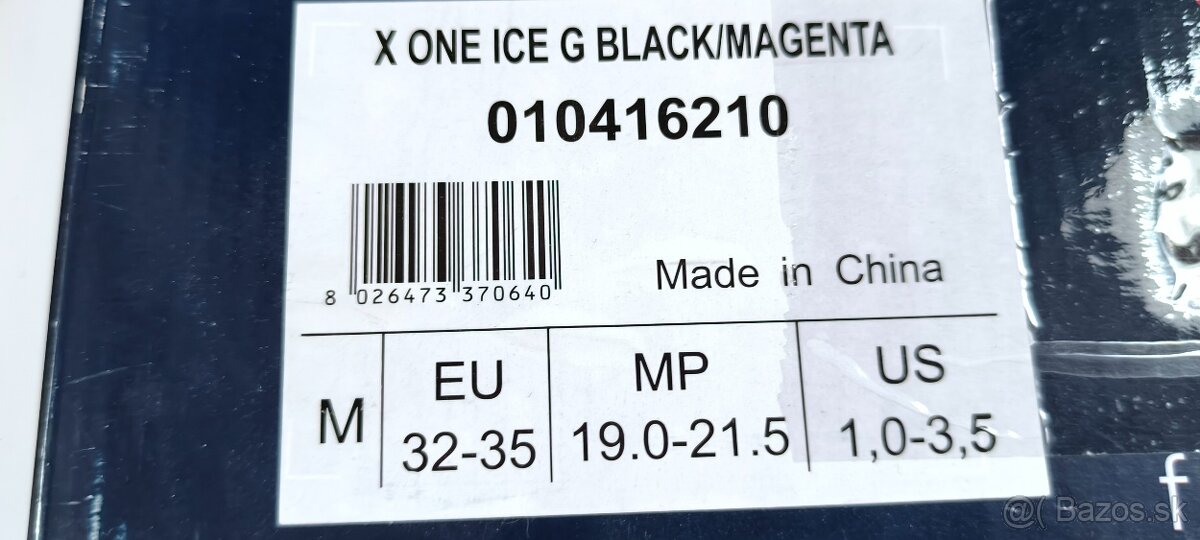 X ONE ICE G BLACK/MAGENTA
010416210
8 026473 370640
Made in China
M
EU
32-35
MP
19.0-21.5
US
1,0-3,5
f
@( Bazos.sk